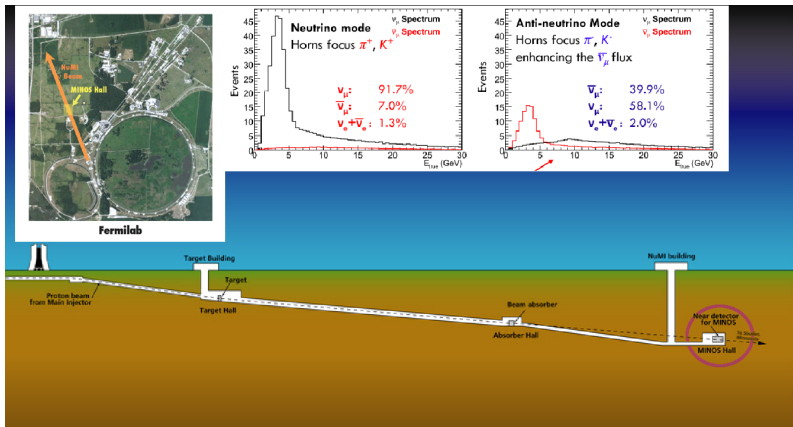 NuMI
ν Beam
MINOS Hall
Fermilab
Neutrino mode
Horns focus π⁺, K⁺
νμ Spectrum
ν̄μ Spectrum
νμ: 91.7%
ν̄μ: 7.0%
νe+ν̄e: 1.3%
Events
45
40
35
30
25
20
15
10
5
0
0 5 10 15 20 25 30
Etrue (GeV)
Anti-neutrino Mode
Horns focus π⁻, K⁻
enhancing the ν̄μ flux
νμ Spectrum
ν̄μ Spectrum
ν̄μ: 39.9%
νμ: 58.1%
νe+ν̄e: 2.0%
Events
45
40
35
30
25
20
15
10
5
0
0 5 10 15 20 25 30
Etrue (GeV)
Target Building
NuMI building
Target
Proton beam
from Main Injector
Target Hall
Beam absorber
Absorber Hall
Near detector
for MINOS
MINOS Hall